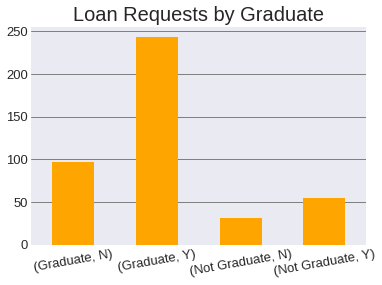 Loan Requests by Graduate
250
200
150
100
50
0
(Graduate, N)
(Graduate, Y)
(Not Graduate, N)
(Not Graduate, Y)